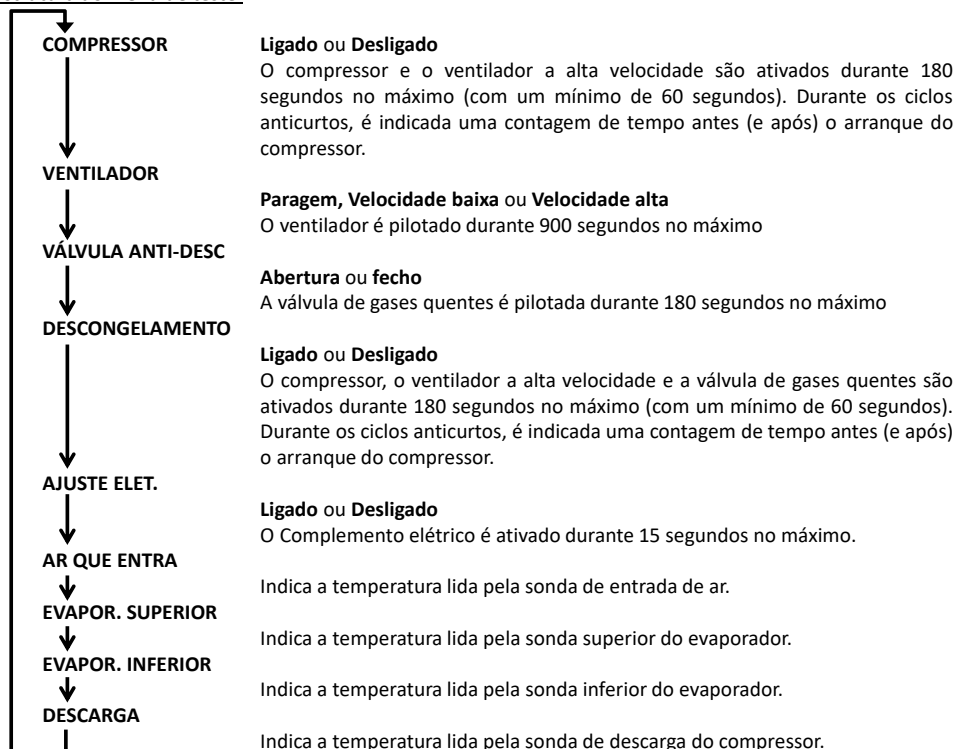 COMPRESSOR
Ligado ou Desligado
O compressor e o ventilador a alta velocidade são ativados durante 180
segundos no máximo (com um mínimo de 60 segundos). Durante os ciclos
anticurtos, é indicada uma contagem de tempo antes (e após) o arranque do
compressor.
VENTILADOR
Paragem, Velocidade baixa ou Velocidade alta
O ventilador é pilotado durante 900 segundos no máximo
VÁLVULA ANTI-DESC
Abertura ou fecho
A válvula de gases quentes é pilotada durante 180 segundos no máximo
DESCONGELAMENTO
Ligado ou Desligado
O compressor, o ventilador a alta velocidade e a válvula de gases quentes são
ativados durante 180 segundos no máximo (com um mínimo de 60 segundos).
Durante os ciclos anticurtos, é indicada uma contagem de tempo antes (e após)
o arranque do compressor.
AJUSTE ELET.
Ligado ou Desligado
O Complemento elétrico é ativado durante 15 segundos no máximo.
AR QUE ENTRA
Indica a temperatura lida pela sonda de entrada de ar.
EVAPOR. SUPERIOR
Indica a temperatura lida pela sonda superior do evaporador.
EVAPOR. INFERIOR
Indica a temperatura lida pela sonda inferior do evaporador.
DESCARGA
Indica a temperatura lida pela sonda de descarga do compressor.